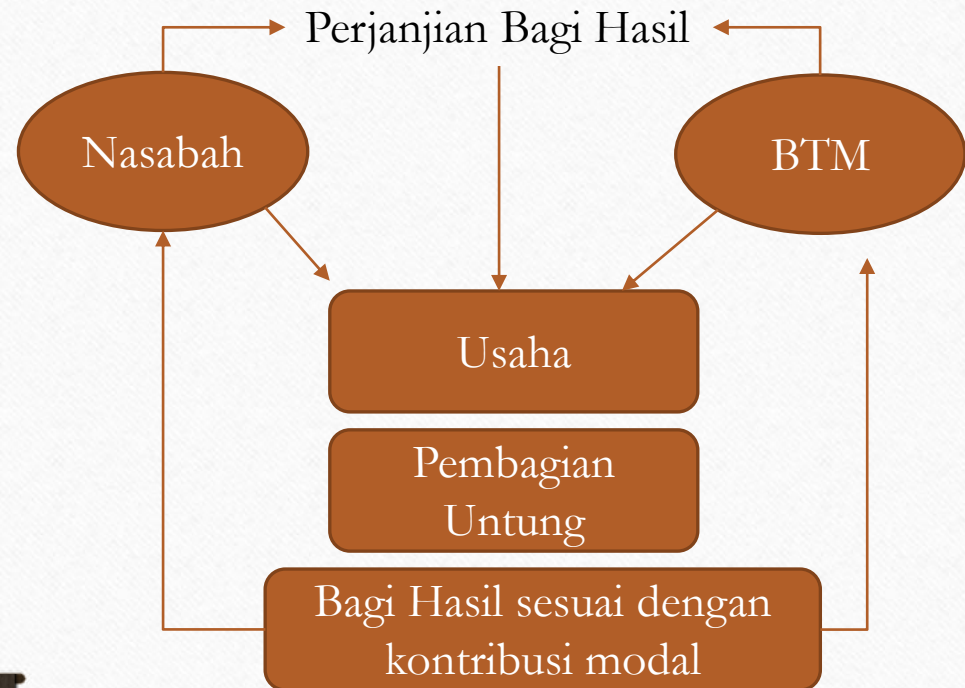 Perjanjian Bagi Hasil
Nasabah
BTM
Usaha
Pembagian
Untung
Bagi Hasil sesuai dengan
kontribusi modal